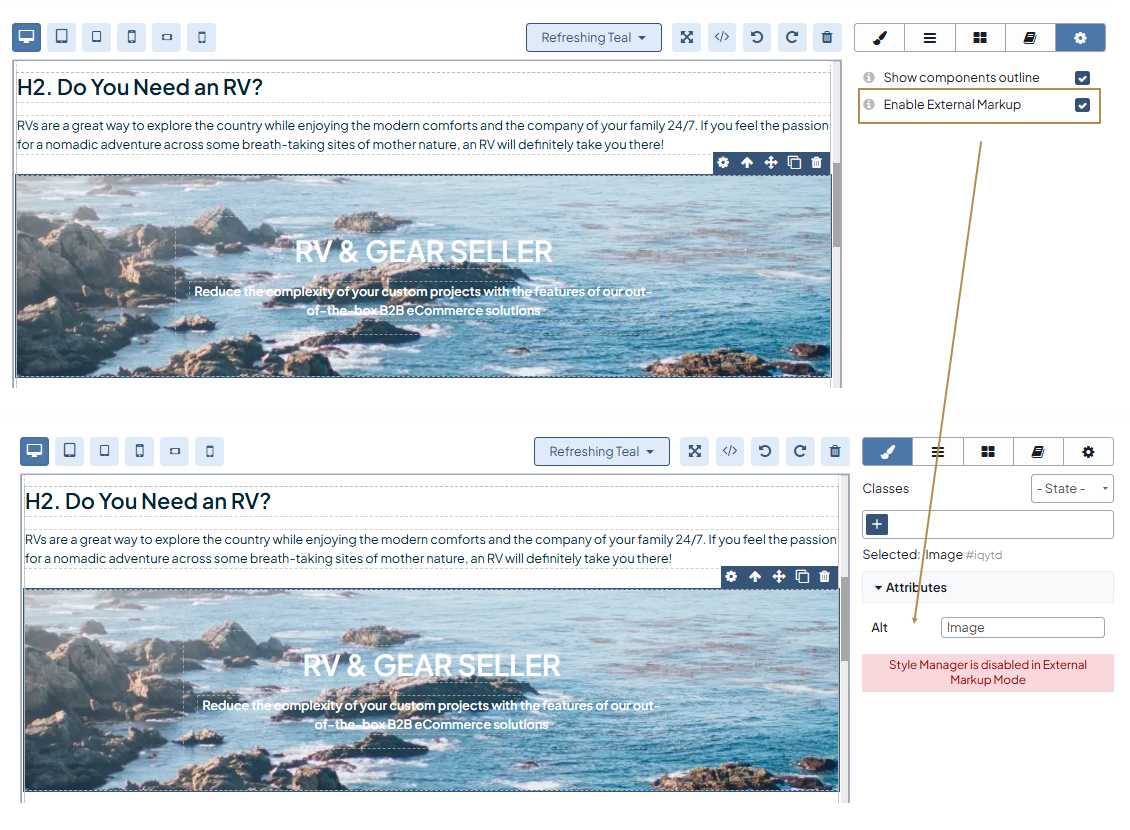 Refreshing Teal
Show components outline
Enable External Markup
H2. Do You Need an RV?
RVs are a great way to explore the country while enjoying the modern comforts and the company of your family 24/7. If you feel the passion
for a nomadic adventure across some breath-taking sites of mother nature, an RV will definitely take you there!
RV & GEAR SELLER
Reduce the complexity of your custom projects with the features of our out-
of-the-box B2B eCommerce solutions
Refreshing Teal
H2. Do You Need an RV?
RVs are a great way to explore the country while enjoying the modern comforts and the company of your family 24/7. If you feel the passion
for a nomadic adventure across some breath-taking sites of mother nature, an RV will definitely take you there!
RV & GEAR SELLER
Reduce the complexity of your custom projects with the features of our out-
of-the-box B2B eCommerce solutions
Classes
- State -
Selected: Image #iqytd
Attributes
Alt
Image
Style Manager is disabled in External
Markup Mode